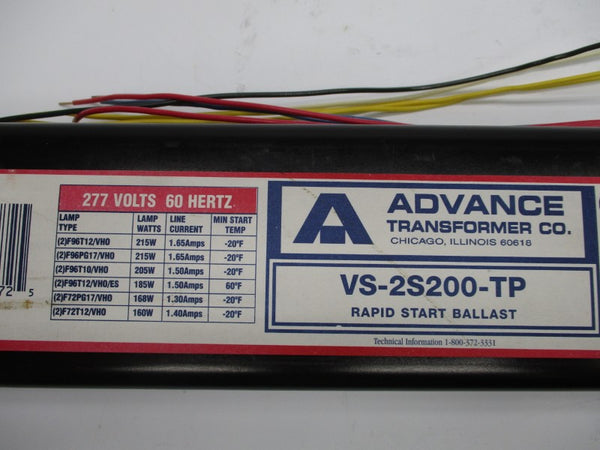 277 VOLTS 60 HERTZ
LAMP TYPE LAMP WATTS LINE CURRENT MIN START TEMP
(2)F96T12/VHO 215W 1.65Amps -20°F
(2)F96PG17/VHO 215W 1.65Amps -20°F
(2)F96T10/VHO 205W 1.50Amps -20°F
(2)F96T12/VHO/ES 185W 1.50Amps 60°F
(2)F72PG17/VHO 168W 1.30Amps -20°F
(2)F72T12/VHO 160W 1.40Amps -20°F
72 5
A
ADVANCE
TRANSFORMER CO.
CHICAGO, ILLINOIS 60618
VS-2S200-TP
RAPID START BALLAST
Technical Information 1-800-372-3331